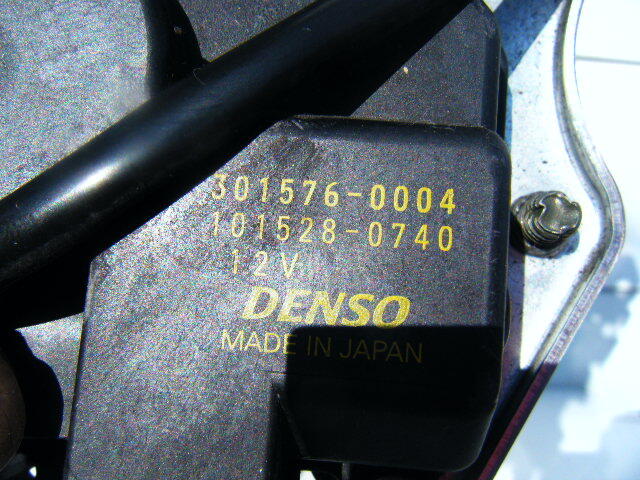 301576-0004
101528-0740
12V
DENSO
MADE IN JAPAN